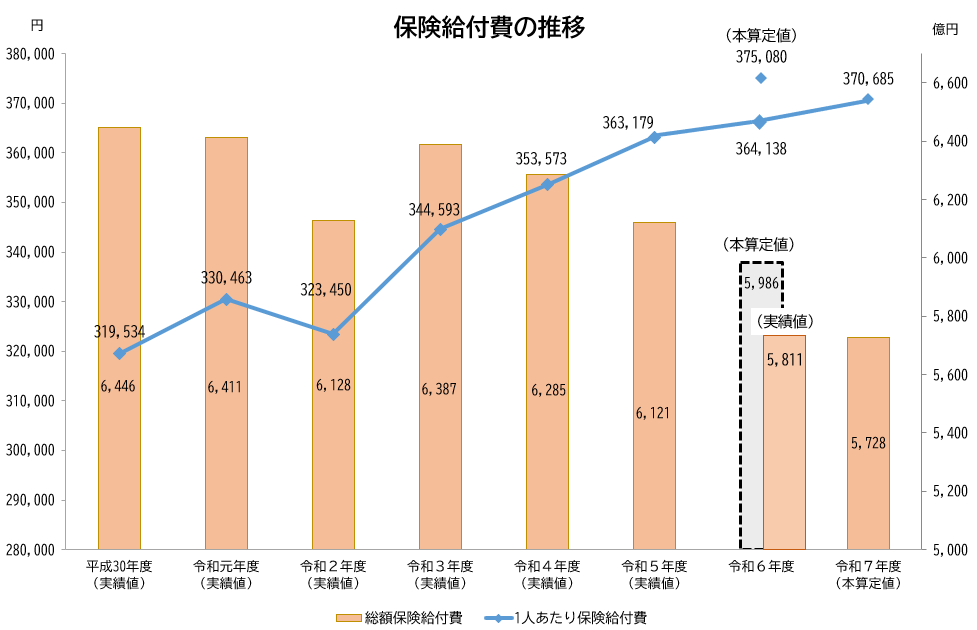 保険給付費の推移
円
億円
380,000
370,000
360,000
350,000
340,000
330,000
320,000
310,000
300,000
290,000
280,000
6,600
6,400
6,200
6,000
5,800
5,600
5,400
5,200
5,000
319,534
330,463
323,450
344,593
353,573
363,179
（本算定値）
375,080
364,138
370,685
6,446
6,411
6,128
6,387
6,285
6,121
（本算定値）
5,986
（実績値）
5,811
5,728
平成30年度
（実績値）
令和元年度
（実績値）
令和２年度
（実績値）
令和３年度
（実績値）
令和４年度
（実績値）
令和５年度
（実績値）
令和６年度
令和７年度
（本算定値）
総額保険給付費
1人あたり保険給付費